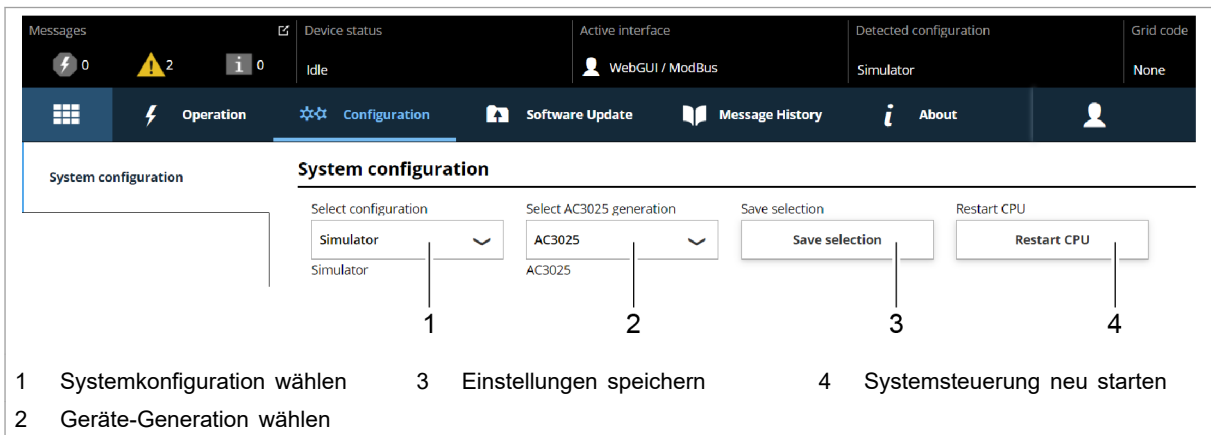 Messages Device status Active interface Detected configuration Grid code
0 2 0 Idle WebGUI / ModBus Simulator None
Operation Configuration Software Update Message History About
System configuration System configuration
Select configuration Select AC3025 generation Save selection Restart CPU
Simulator AC3025 Save selection Restart CPU
Simulator AC3025
1 2 3 4
1 Systemkonfiguration wählen 3 Einstellungen speichern 4 Systemsteuerung neu starten
2 Geräte-Generation wählen